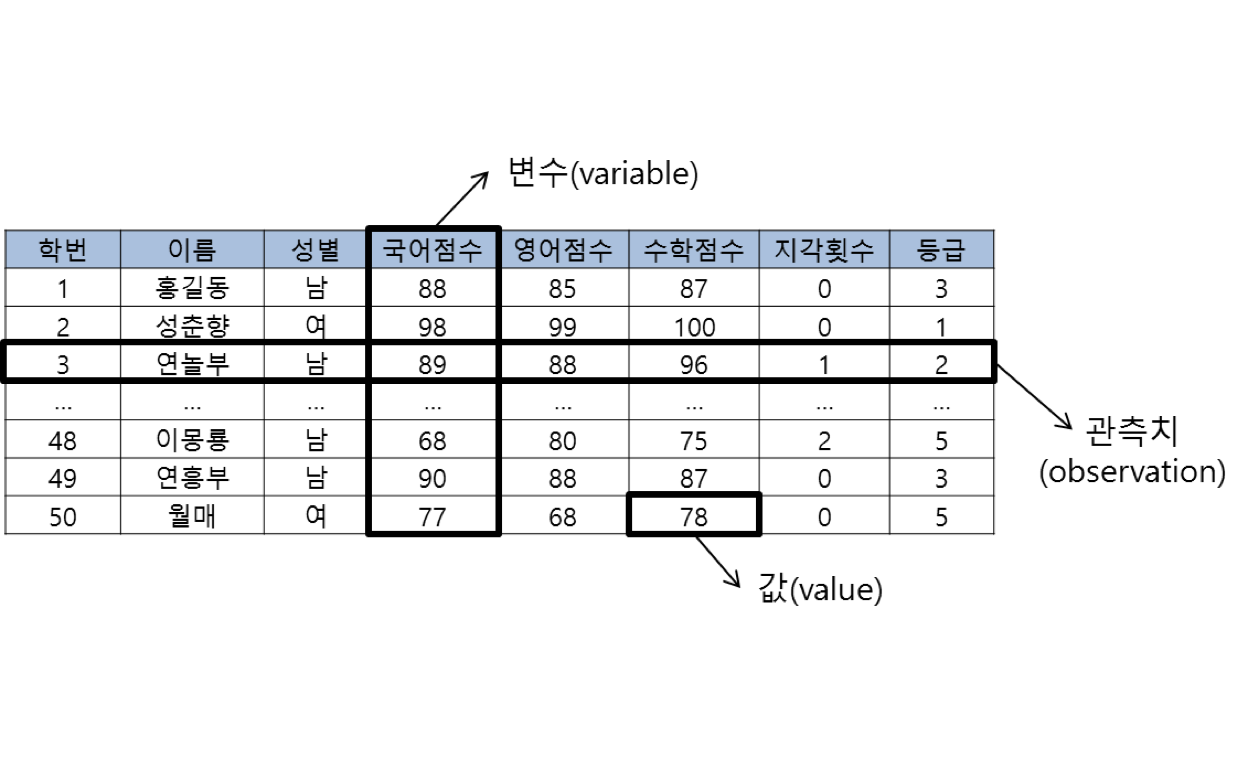 변수(variable)
학번 이름 성별 국어점수 영어점수 수학점수 지각횟수 등급
1 홍길동 남 88 85 87 0 3
2 성춘향 여 98 99 100 0 1
3 연놀부 남 89 88 96 1 2
... ... ... ... ... ... ... ...
48 이몽룡 남 68 80 75 2 5
49 연흥부 남 90 88 87 0 3
50 월매 여 77 68 78 0 5
관측치
(observation)
값(value)